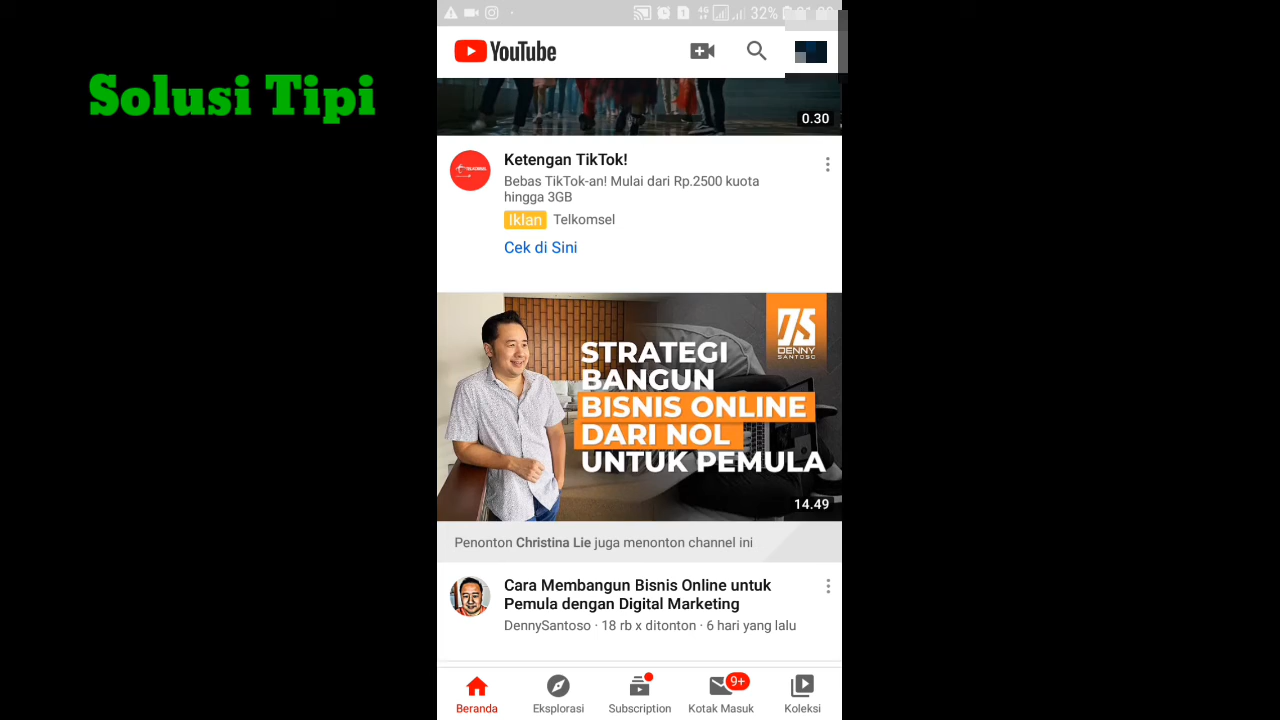 Solusi Tipi
32%
YouTube
0.30
Ketengan TikTok!
Bebas TikTok-an! Mulai dari Rp.2500 kuota
hingga 3GB
Iklan Telkomsel
Cek di Sini
DENNY
SANTOSO
STRATEGI
BANGUN
BISNIS ONLINE
DARI NOL
UNTUK PEMULA
14.49
Penonton Christina Lie juga menonton channel ini
Cara Membangun Bisnis Online untuk
Pemula dengan Digital Marketing
DennySantoso · 18 rb x ditonton · 6 hari yang lalu
Beranda
Eksplorasi
Subscription
9+
Kotak Masuk
Koleksi